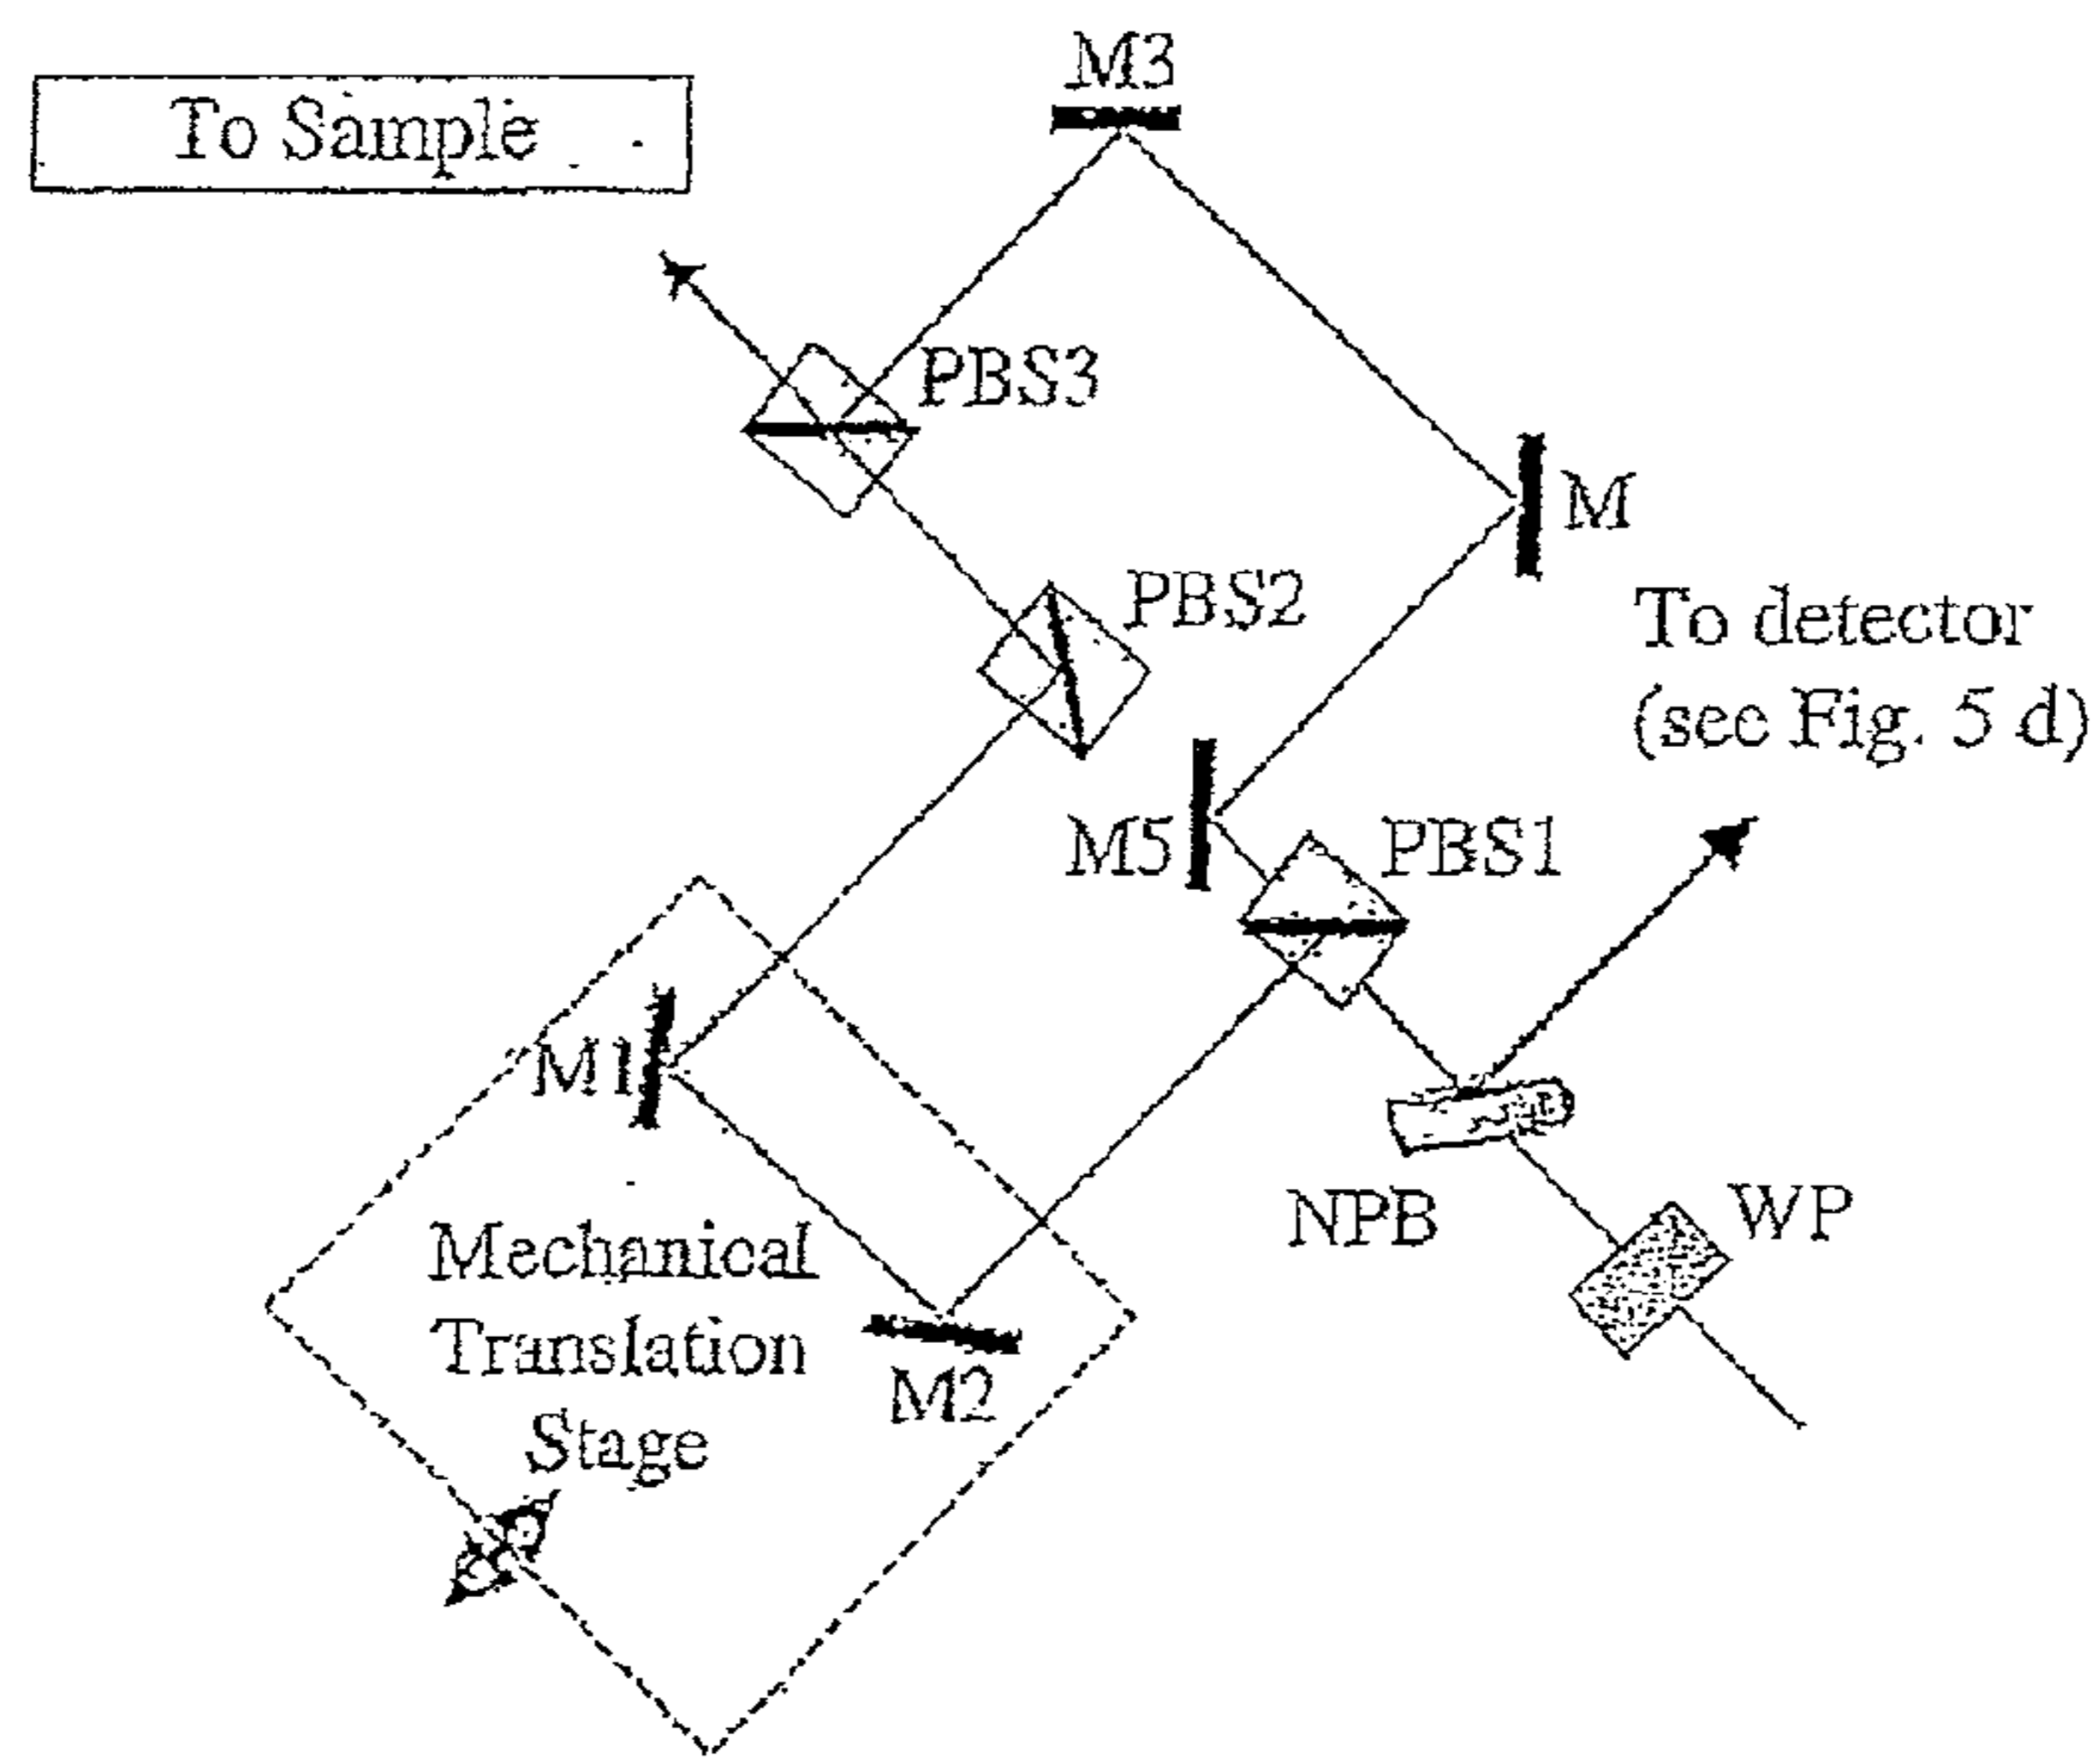 M3
To Sample
PBS3
M
PBS2
To detector
(see Fig. 5 d)
M5
PBS1
M1
NPB
WP
Mechanical
Translation
Stage
M2